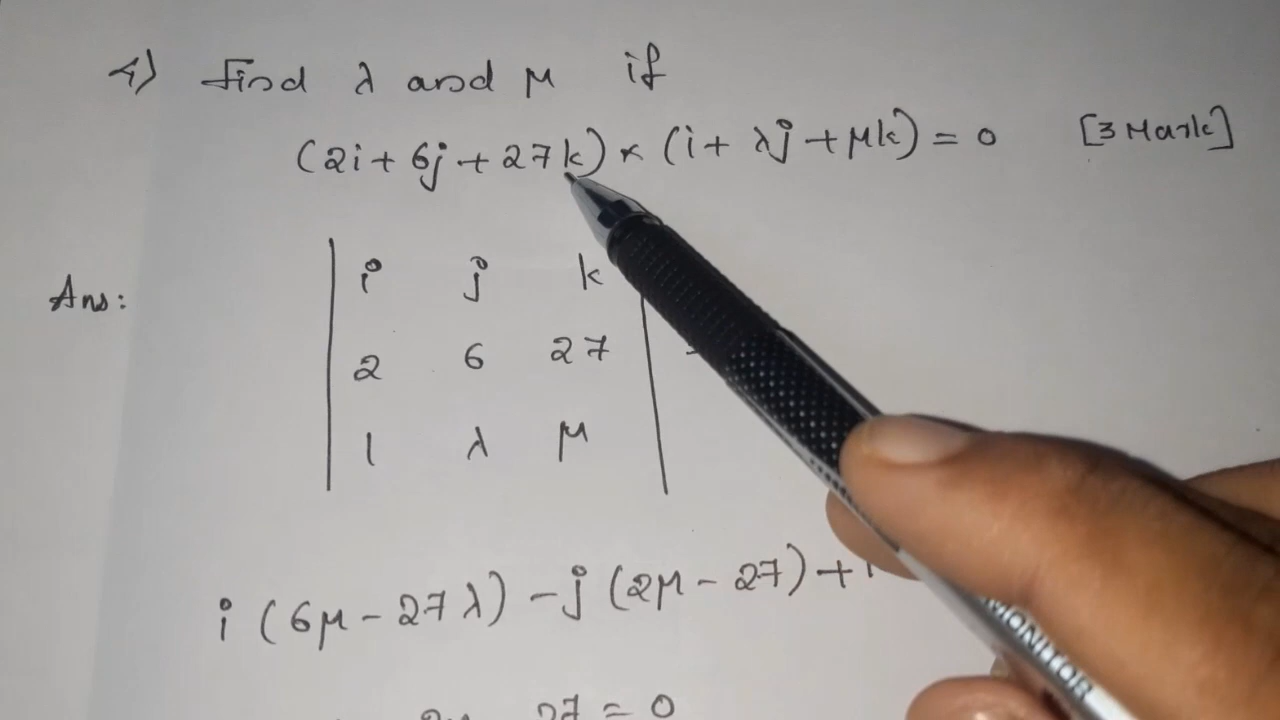 4) Find λ and μ if
(2i + 6j + 27k) × (i + λj + μk) = 0 [3 Mark]
Ans:
i j k
2 6 27
1 λ μ
i (6μ - 27λ) - j (2μ - 27) +
27 = 0
MONITOR